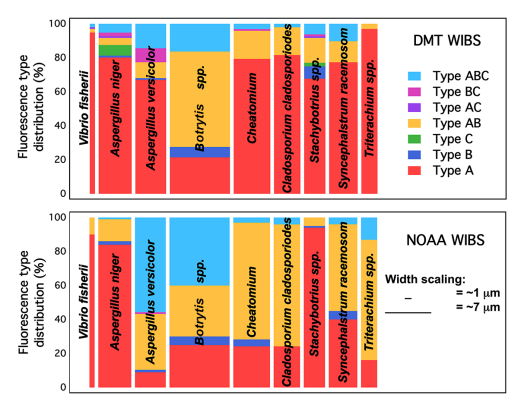 DMT WIBS
Fluorescence type
distribution (%)
100
80
60
40
20
0
Vibrio fisherii
Aspergillus niger
Aspergillus versicolor
Botrytis spp.
Cheatomium
Cladosporium cladosporiodes
Stachybotrius spp.
Syncephalstrum racemosom
Triterachium spp.
Type ABC
Type BC
Type AC
Type AB
Type C
Type B
Type A
NOAA WIBS
Fluorescence type
distribution (%)
100
80
60
40
20
0
Vibrio fisherii
Aspergillus niger
Aspergillus versicolor
Botrytis spp.
Cheatomium
Cladosporium cladosporiodes
Stachybotrius spp.
Syncephalstrum racemosom
Triterachium spp.
Width scaling:
= ~1 μm
= ~7 μm